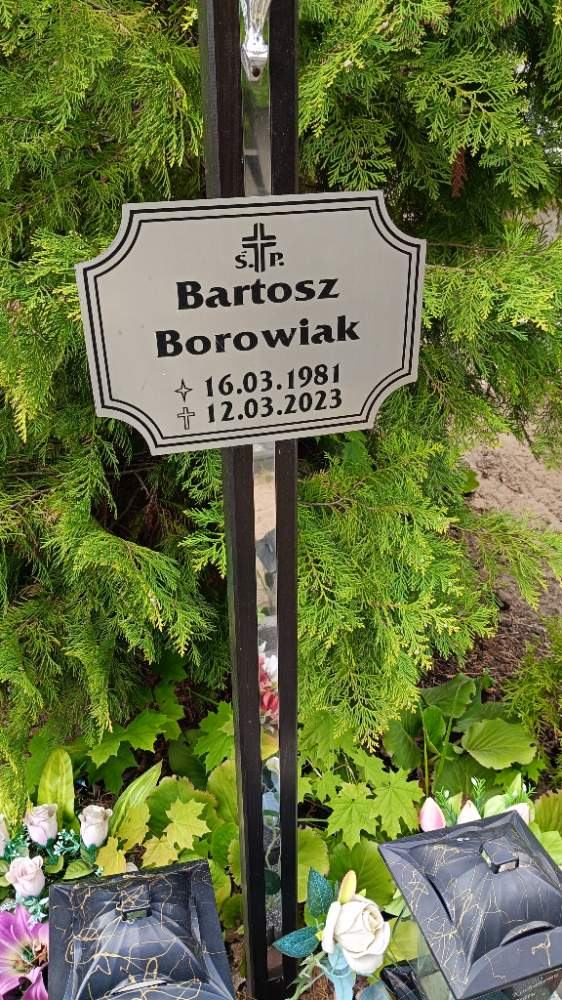 Ś.P.
Bartosz
Borowiak
16.03.1981
12.03.2023